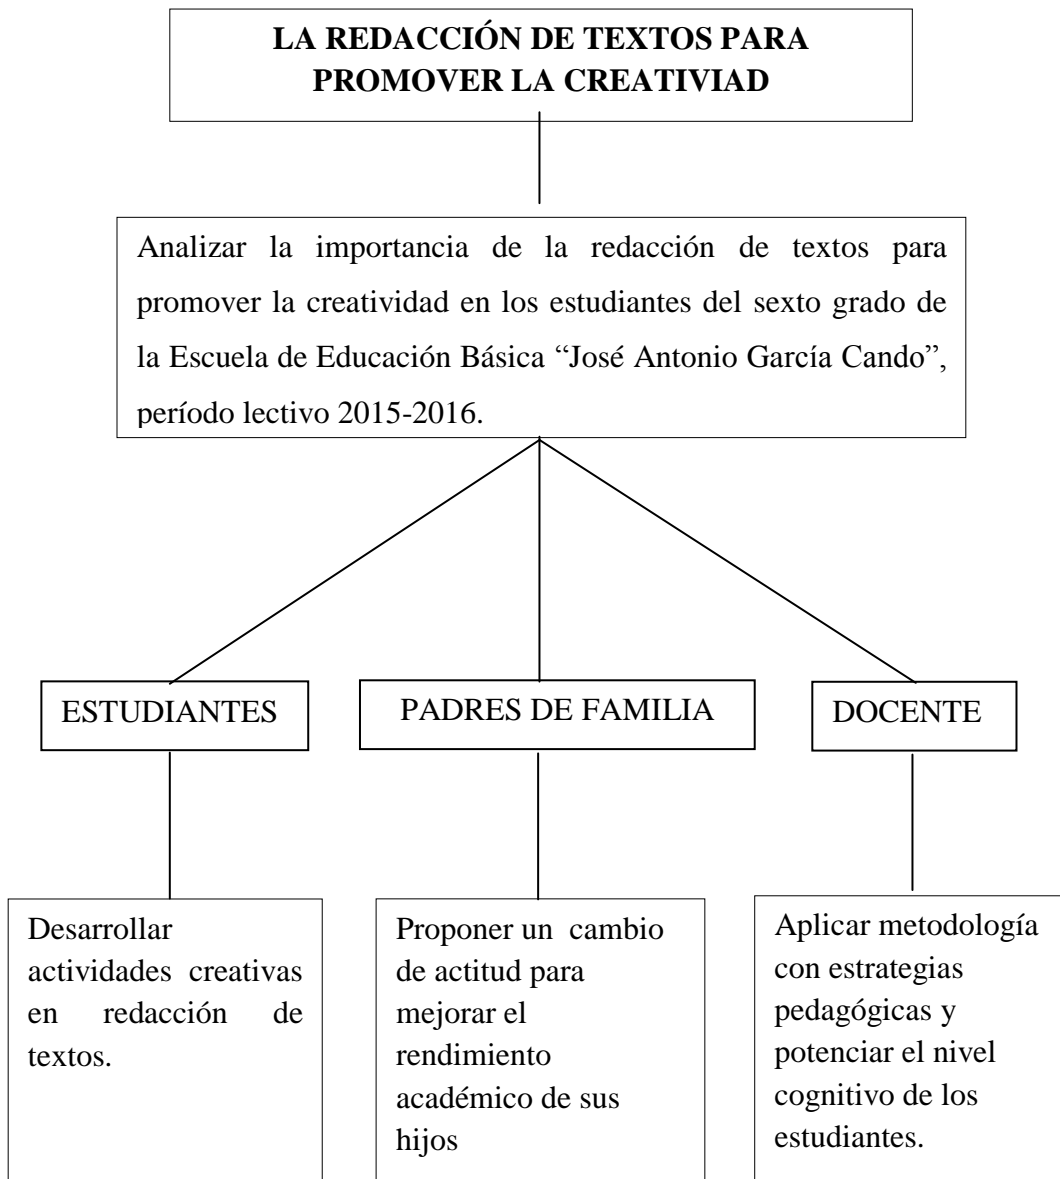 LA REDACCIÓN DE TEXTOS PARA
PROMOVER LA CREATIVIAD
Analizar la importancia de la redacción de textos para
promover la creatividad en los estudiantes del sexto grado de
la Escuela de Educación Básica “José Antonio García Cando”,
período lectivo 2015-2016.
ESTUDIANTES
PADRES DE FAMILIA
DOCENTE
Desarrollar
actividades creativas
en redacción de
textos.
Proponer un cambio
de actitud para
mejorar el
rendimiento
académico de sus
hijos
Aplicar metodología
con estrategias
pedagógicas y
potenciar el nivel
cognitivo de los
estudiantes.